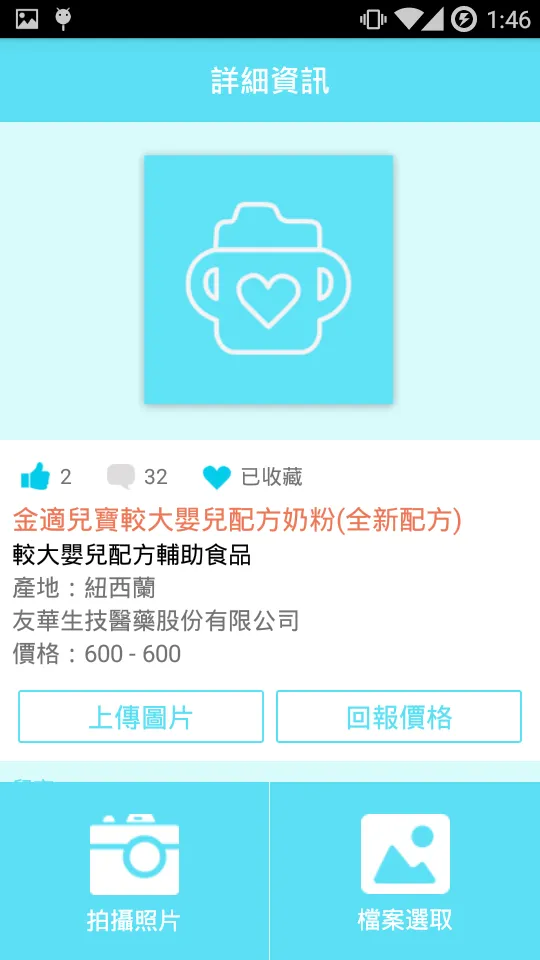 1:46
詳細資訊
2
32
已收藏
金適兒寶較大嬰兒配方奶粉(全新配方)
較大嬰兒配方輔助食品
產地：紐西蘭
友華生技醫藥股份有限公司
價格：600 - 600
上傳圖片
回報價格
拍攝照片
檔案選取